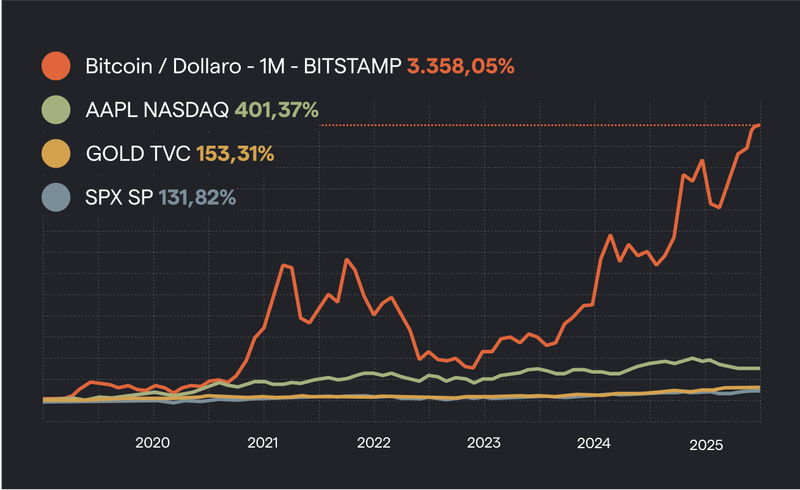 Bitcoin / Dollaro - 1M - BITSTAMP 3.358,05%
AAPL NASDAQ 401,37%
GOLD TVC 153,31%
SPX SP 131,82%
2020 2021 2022 2023 2024 2025